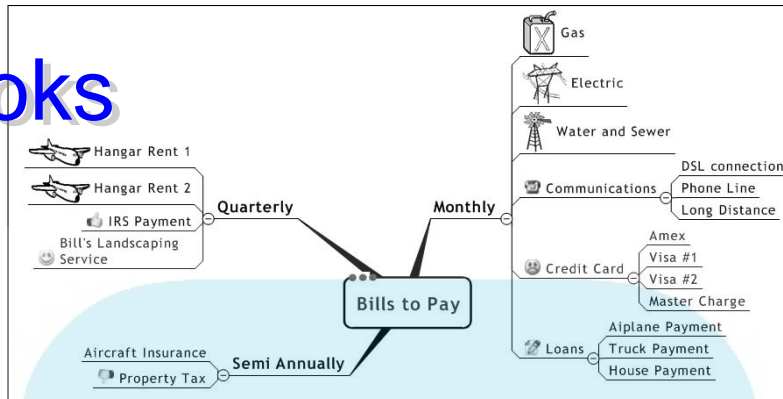 oks
Gas
Electric
Water and Sewer
Hangar Rent 1
Hangar Rent 2
IRS Payment
Bill's Landscaping
Service
Quarterly
Monthly
Communications
DSL connection
Phone Line
Long Distance
Credit Card
Amex
Visa #1
Visa #2
Master Charge
Bills to Pay
Loans
Aiplane Payment
Truck Payment
House Payment
Aircraft Insurance
Property Tax
Semi Annually